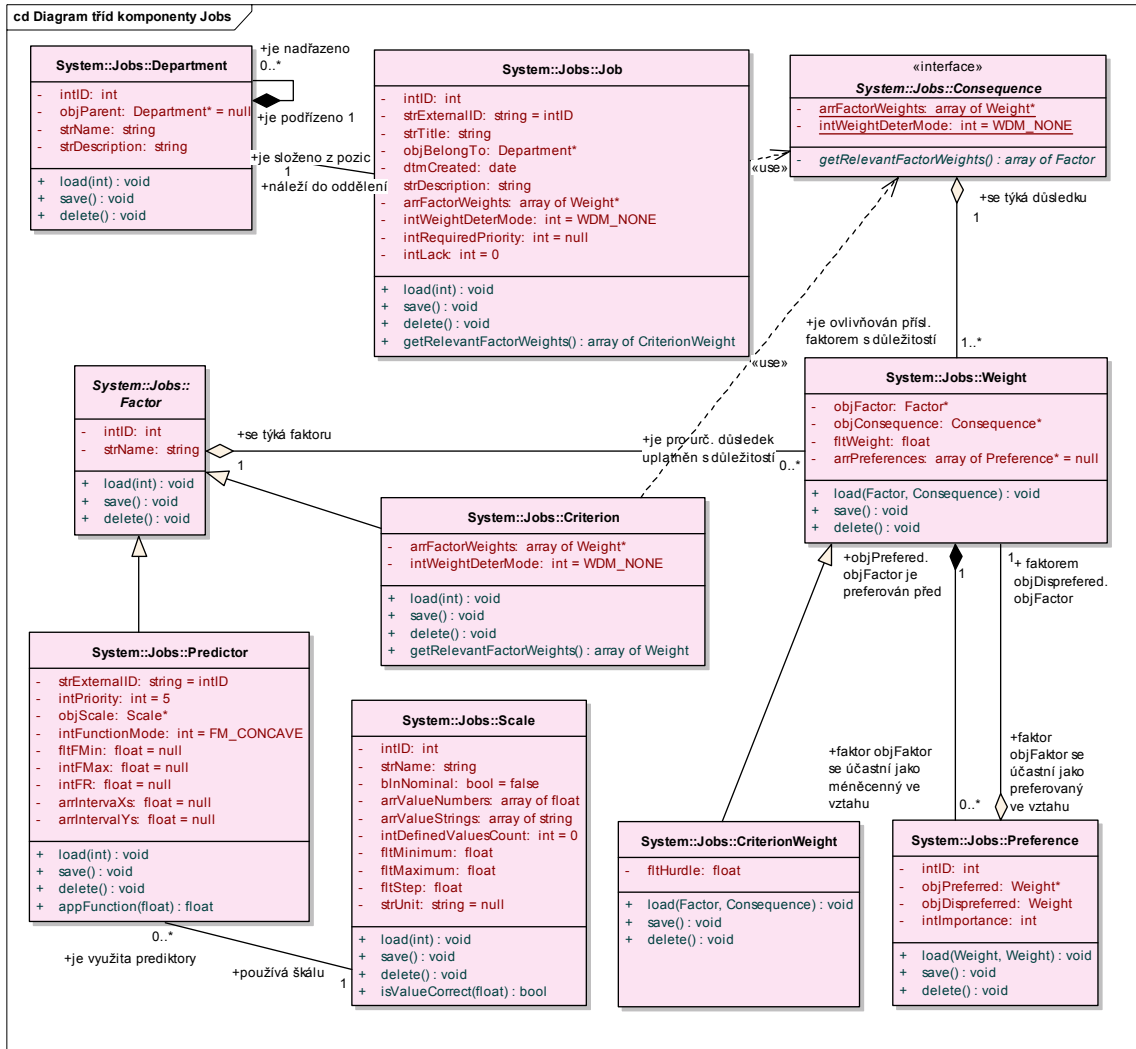 cd Diagram tříd komponenty Jobs
System::Jobs::Department
- intID: int
- objParent: Department* = null
- strName: string
- strDescription: string
+ load(int) : void
+ save() : void
+ delete() : void
+je nadřazeno
0..*
+je podřízeno 1
+je složeno z pozic
1
+náleží do oddělení
System::Jobs::Job
- intID: int
- strExternalID: string = intID
- strTitle: string
- objBelongTo: Department*
- dtmCreated: date
- strDescription: string
- arrFactorWeights: array of Weight*
- intWeightDeterMode: int = WDM_NONE
- intRequiredPriority: int = null
- intLack: int = 0
+ load(int) : void
+ save() : void
+ delete() : void
+ getRelevantFactorWeights() : array of CriterionWeight
«interface»
System::Jobs::Consequence
- arrFactorWeights: array of Weight*
- intWeightDeterMode: int = WDM_NONE
- getRelevantFactorWeights() : array of Factor
«use»
+se týká důsledku
1
+je ovlivňován přísl.
faktorem s důležitostí
1..*
«use»
System::Jobs::
Factor
- intID: int
- strName: string
+ load(int) : void
+ save() : void
+ delete() : void
+se týká faktoru
1
+je pro urč. důsledek
uplatněn s důležitostí
0..*
System::Jobs::Weight
- objFactor: Factor*
- objConsequence: Consequence*
- fltWeight: float
- arrPreferences: array of Preference* = null
+ load(Factor, Consequence) : void
+ save() : void
+ delete() : void
System::Jobs::Criterion
- arrFactorWeights: array of Weight*
- intWeightDeterMode: int = WDM_NONE
+ load(int) : void
+ save() : void
+ delete() : void
+ getRelevantFactorWeights() : array of Weight
+objPrefered.
objFactor je
preferován před
1
1
+ faktorem
objDisprefered.
objFactor
System::Jobs::Predictor
- strExternalID: string = intID
- intPriority: int = 5
- objScale: Scale*
- intFunctionMode: int = FM_CONCAVE
- fltFMin: float = null
- intFMax: float = null
- intFR: float = null
- arrIntervaXs: float = null
- arrIntervalYs: float = null
+ load(int) : void
+ save() : void
+ delete() : void
+ appFunction(float) : float
0..*
+je využita prediktory
+používá škálu
1
System::Jobs::Scale
- intID: int
- strName: string
- blnNominal: bool = false
- arrValueNumbers: array of float
- arrValueStrings: array of string
- intDefinedValuesCount: int = 0
- fltMinimum: float
- fltMaximum: float
- fltStep: float
- strUnit: string = null
+ load(int) : void
+ save() : void
+ delete() : void
+ isValueCorrect(float) : bool
+faktor objFaktor
se účastní jako
méněcenný ve
vztahu
0..*
+faktor
objFaktor se
účastní jako
preferovaný
ve vztahu
System::Jobs::CriterionWeight
- fltHurdle: float
+ load(Factor, Consequence) : void
+ save() : void
+ delete() : void
System::Jobs::Preference
- intID: int
- objPreferred: Weight*
- objDispreferred: Weight
- intImportance: int
+ load(Weight, Weight) : void
+ save() : void
+ delete() : void